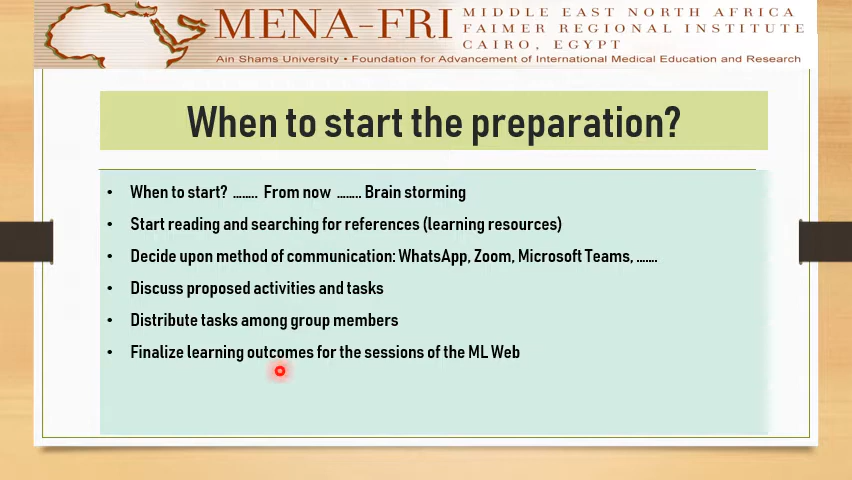 MENA-FRI
MIDDLE EAST NORTH AFRICA
FAIMER REGIONAL INSTITUTE
CAIRO, EGYPT
Ain Shams University • Foundation for Advancement of International Medical Education and Research
When to start the preparation?
• When to start? ........ From now ........ Brain storming
• Start reading and searching for references (learning resources)
• Decide upon method of communication: WhatsApp, Zoom, Microsoft Teams, .......
• Discuss proposed activities and tasks
• Distribute tasks among group members
• Finalize learning outcomes for the sessions of the ML Web